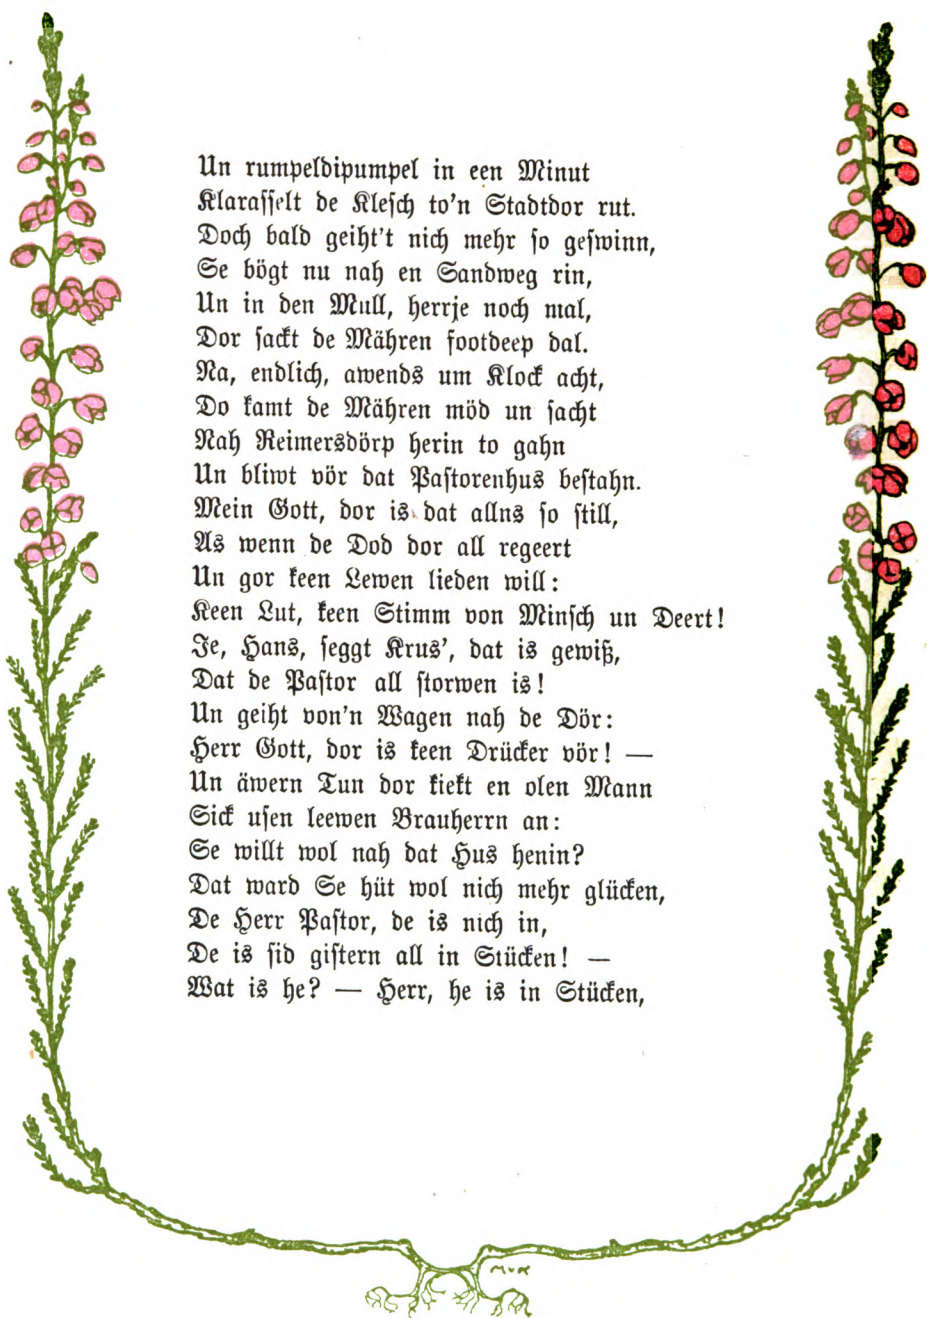 Un rumpeldipumpel in een Minut
Klarasselt de Klesch to'n Stadtdor rut.
Doch bald geiht't nich mehr so geswinn,
Se bögt nu nah en Sandweg rin,
Un in den Mull, herrje noch mal,
Dor sackt de Mähren footdeep dal.
Na, endlich, awends um Klock acht,
Do kamt de Mähren möd un sacht
Nah Reimersdörp herin to gahn
Un bliwt vör dat Pastorenhus bestahn.
Mein Gott, dor is dat allns so still,
As wenn de Dod dor all regeert
Un gor keen Lewen lieden will:
Keen Lut, keen Stimm von Minsch un Deert!
Je, Hans, seggt Krus', dat is gewiß,
Dat de Pastor all storwen is!
Un geiht von'n Wagen nah de Dör:
Herr Gott, dor is keen Drücker vör! —
Un äwern Tun dor kiekt en olen Mann
Sick usen leewen Brauherrn an:
Se willt wol nah dat Hus henin?
Dat ward Se hüt wol nich mehr glücken,
De Herr Pastor, de is nich in,
De is sid gistern all in Stücken! —
Wat is he? — Herr, he is in Stücken,
MvK